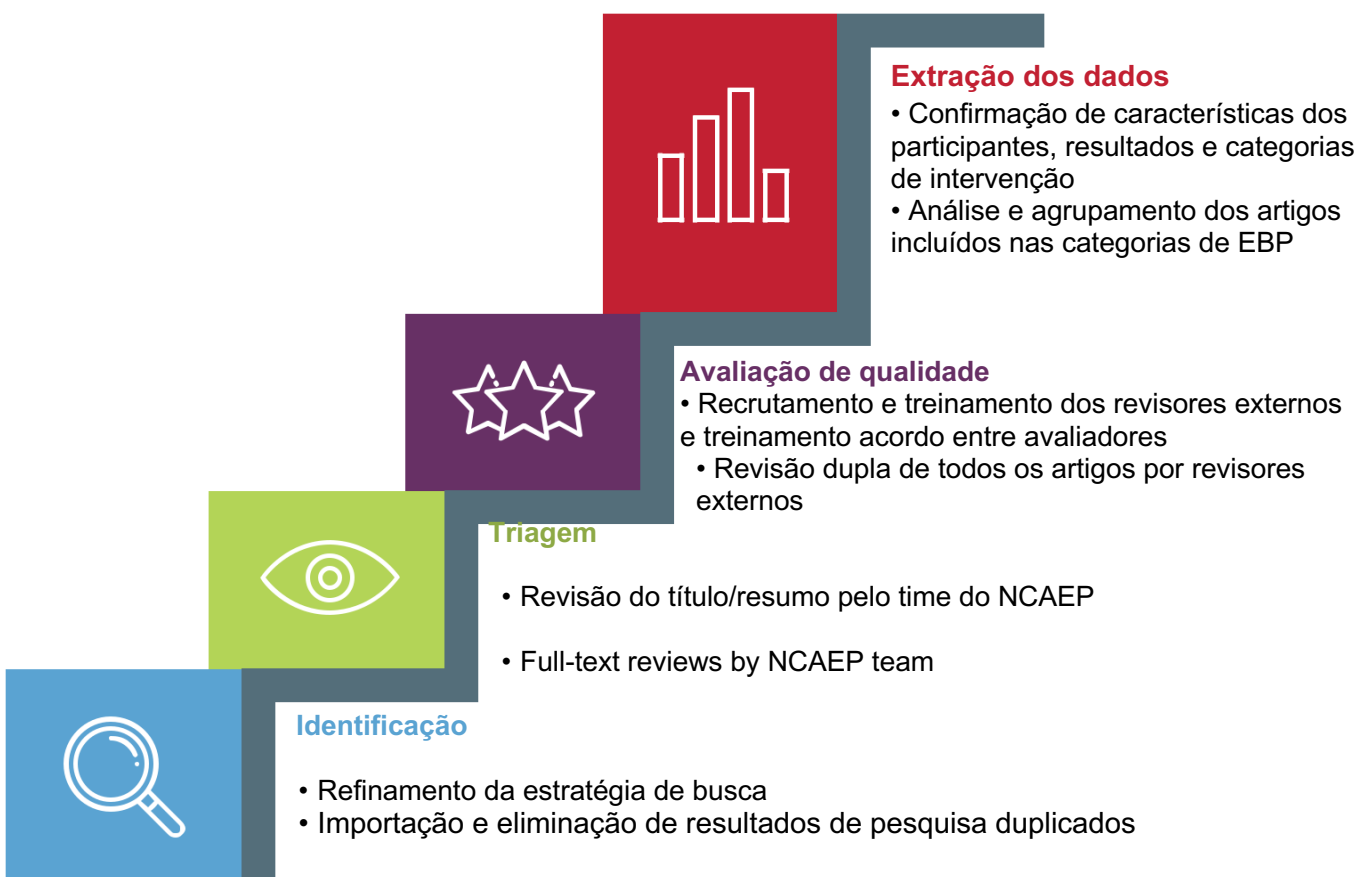 Extração dos dados
• Confirmação de características dos
participantes, resultados e categorias
de intervenção
• Análise e agrupamento dos artigos
incluídos nas categorias de EBP
Avaliação de qualidade
• Recrutamento e treinamento dos revisores externos
e treinamento acordo entre avaliadores
• Revisão dupla de todos os artigos por revisores
externos
Triagem
• Revisão do título/resumo pelo time do NCAEP
• Full-text reviews by NCAEP team
Identificação
• Refinamento da estratégia de busca
• Importação e eliminação de resultados de pesquisa duplicados